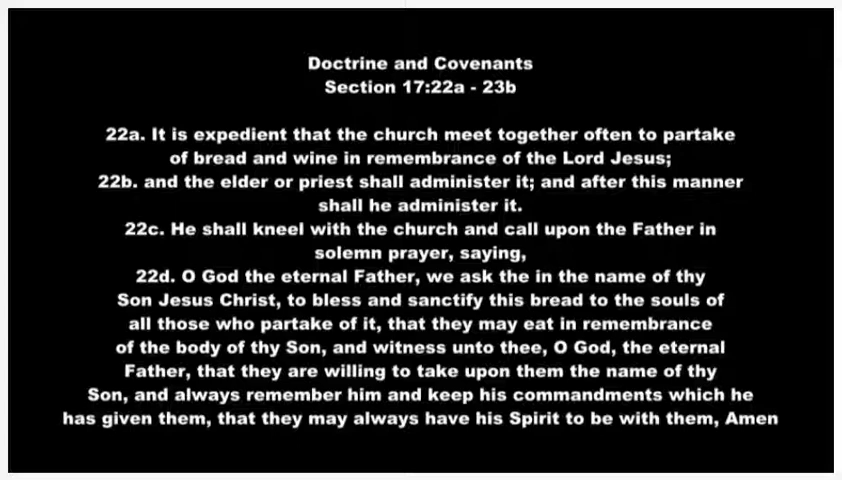 Doctrine and Covenants
Section 17:22a - 23b
22a. It is expedient that the church meet together often to partake
of bread and wine in remembrance of the Lord Jesus;
22b. and the elder or priest shall administer it; and after this manner
shall he administer it.
22c. He shall kneel with the church and call upon the Father in
solemn prayer, saying,
22d. O God the eternal Father, we ask the in the name of thy
Son Jesus Christ, to bless and sanctify this bread to the souls of
all those who partake of it, that they may eat in remembrance
of the body of thy Son, and witness unto thee, O God, the eternal
Father, that they are willing to take upon them the name of thy
Son, and always remember him and keep his commandments which he
has given them, that they may always have his Spirit to be with them, Amen